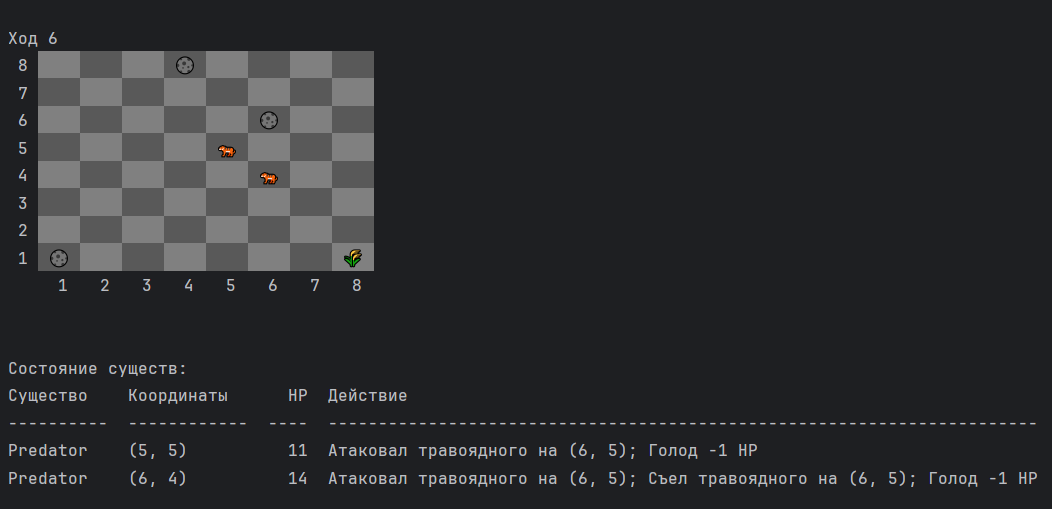 Ход 6
8
7
6
5
4
3
2
1
1 2 3 4 5 6 7 8
Состояние существ:
Существо Координаты HP Действие
---------- ------------ ---- -----------------------------------------------------------------------
Predator (5, 5) 11 Атаковал травоядного на (6, 5); Голод -1 HP
Predator (6, 4) 14 Атаковал травоядного на (6, 5); Съел травоядного на (6, 5); Голод -1 HP